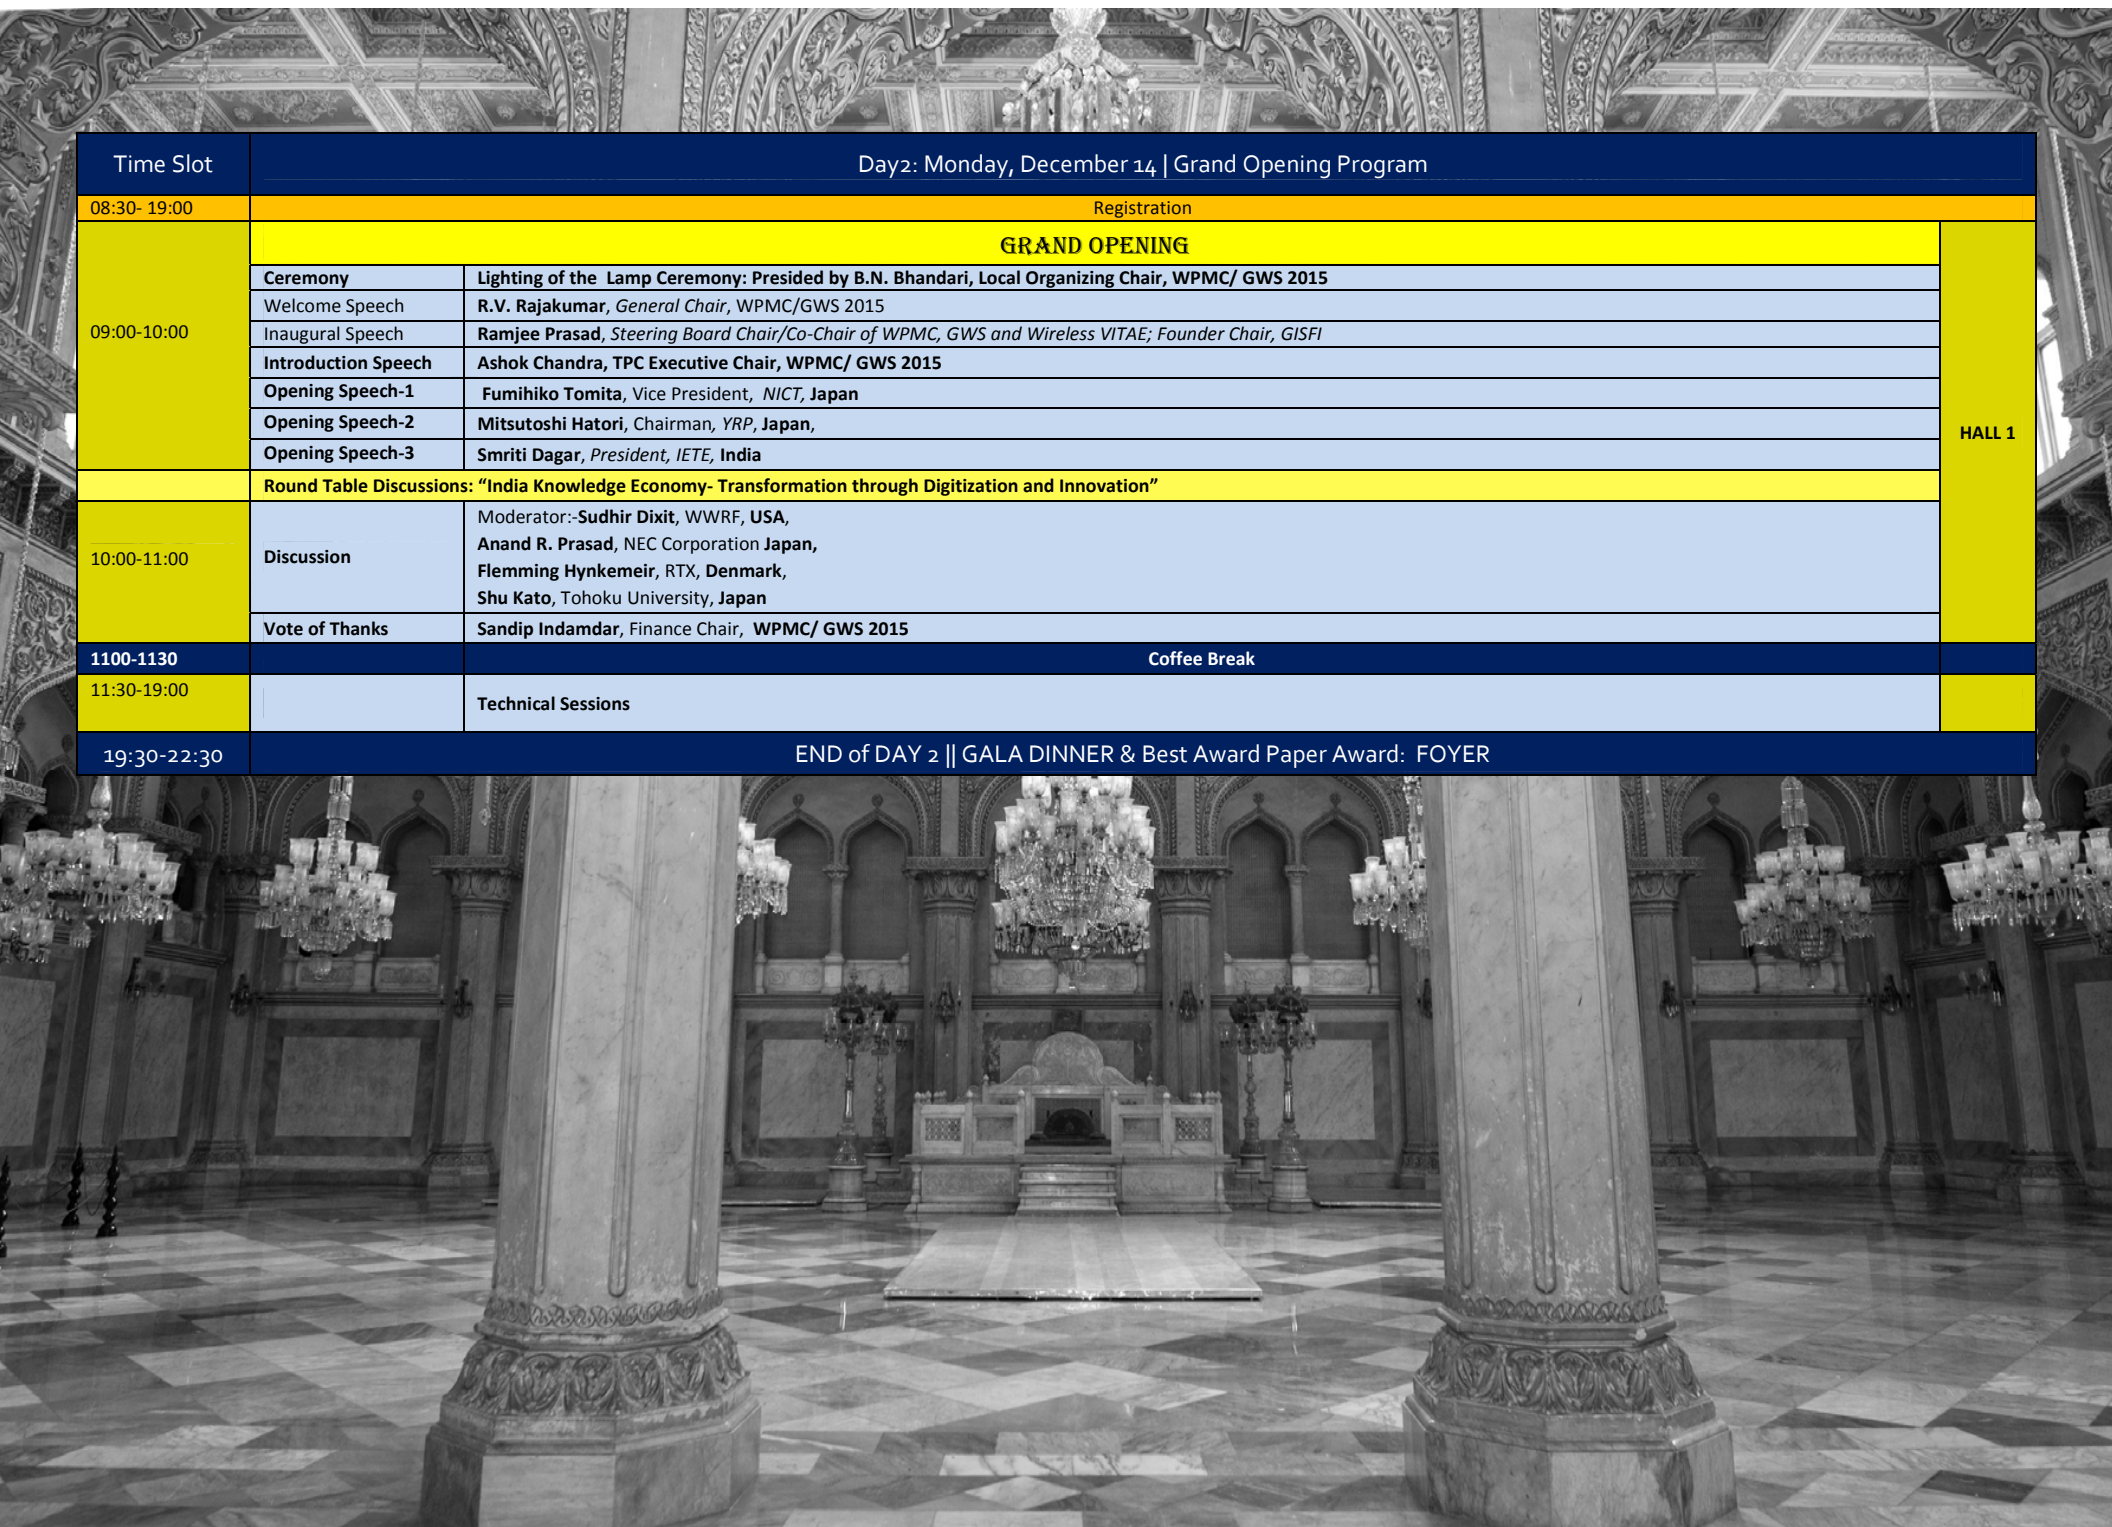 Time Slot Day2: Monday, December 14 | Grand Opening Program
08:30- 19:00 Registration
GRAND OPENING
Ceremony Lighting of the Lamp Ceremony: Presided by B.N. Bhandari, Local Organizing Chair, WPMC/ GWS 2015
Welcome Speech R.V. Rajakumar, General Chair, WPMC/GWS 2015
09:00-10:00 Inaugural Speech Ramjee Prasad, Steering Board Chair/Co-Chair of WPMC, GWS and Wireless VITAE; Founder Chair, GISFI
Introduction Speech Ashok Chandra, TPC Executive Chair, WPMC/ GWS 2015
Opening Speech-1 Fumihiko Tomita, Vice President, NICT, Japan
Opening Speech-2 Mitsutoshi Hatori, Chairman, YRP, Japan,
HALL 1
Opening Speech-3 Smriti Dagar, President, IETE, India
Round Table Discussions: “India Knowledge Economy- Transformation through Digitization and Innovation”
10:00-11:00 Discussion
Moderator:-Sudhir Dixit, WWRF, USA,
Anand R. Prasad, NEC Corporation Japan,
Flemming Hynkemeir, RTX, Denmark,
Shu Kato, Tohoku University, Japan
Vote of Thanks Sandip Indamdar, Finance Chair, WPMC/ GWS 2015
1100-1130 Coffee Break
11:30-19:00 Technical Sessions
19:30-22:30 END of DAY 2 || GALA DINNER & Best Award Paper Award: FOYER